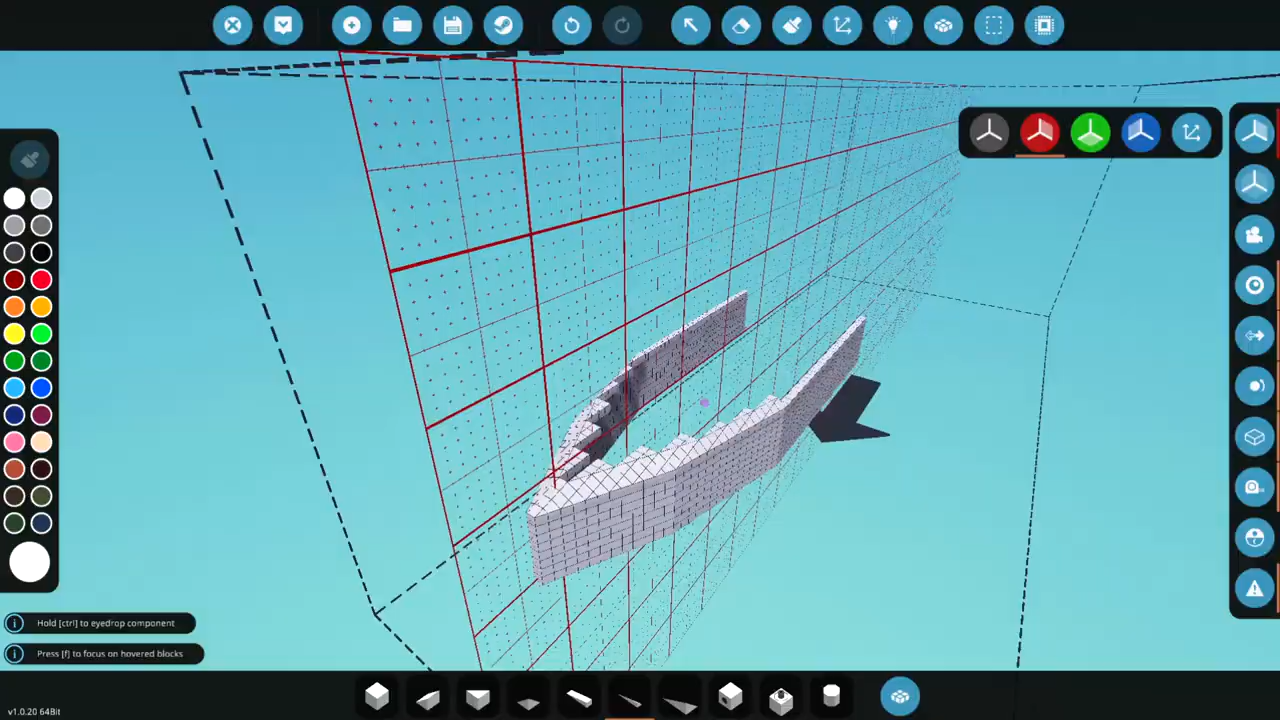 Hold [ctrl] to eyedrop component
Press [f] to focus on hovered blocks
v1.0.20 64Bit